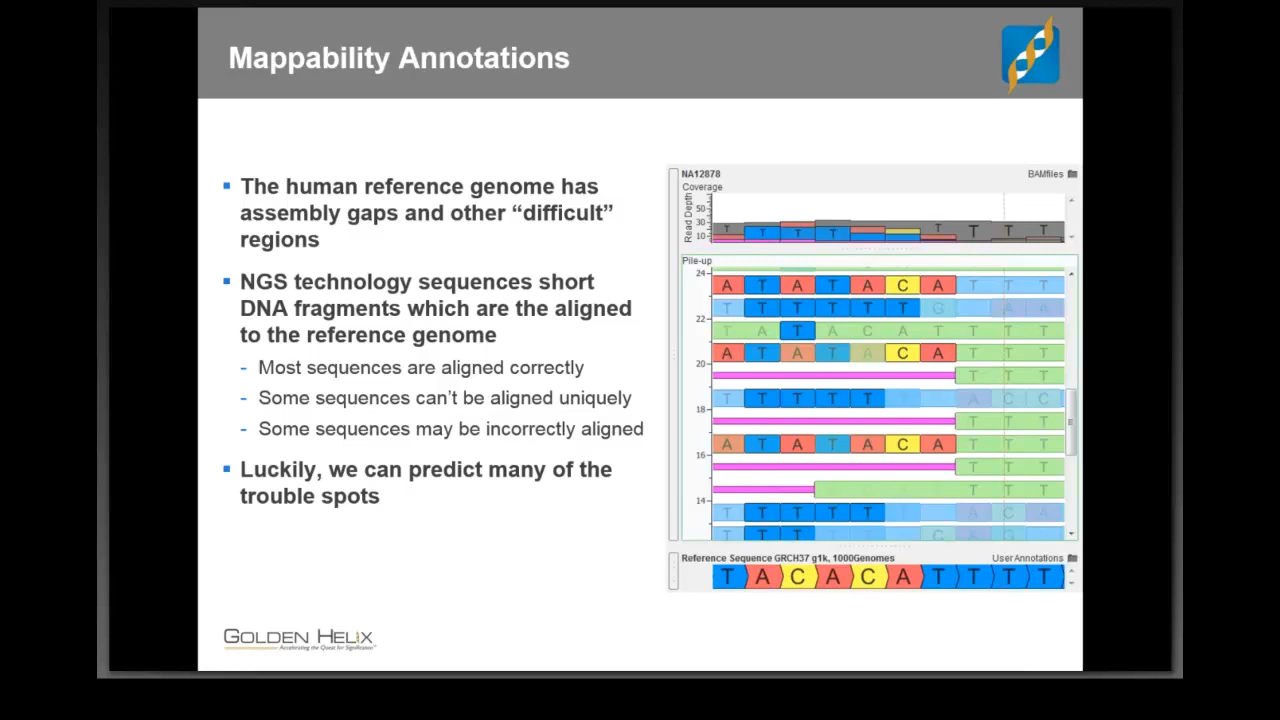 Mappability Annotations
The human reference genome has
assembly gaps and other “difficult”
regions
NGS technology sequences short
DNA fragments which are the aligned
to the reference genome
- Most sequences are aligned correctly
- Some sequences can’t be aligned uniquely
- Some sequences may be incorrectly aligned
Luckily, we can predict many of the
trouble spots
NA12878
BAMfiles
Coverage
Read Depth
50
30
10
T T T T T T T T
Pile-up
24
22
20
18
16
14
A T A T A C A T T T
T T T T T T G A A
T A T A C A T T T T
A T A T A C A T T T
T T T
T T T T T A C C
T T T
A T A T A C A T T T
T T T
T T T
T T T T T A C A
T T T C A G
Reference Sequence GRCH37 g1k, 1000Genomes
User Annotations
T A C A C A T T T T
GOLDEN HELIX
Accelerating the Quest for Significance